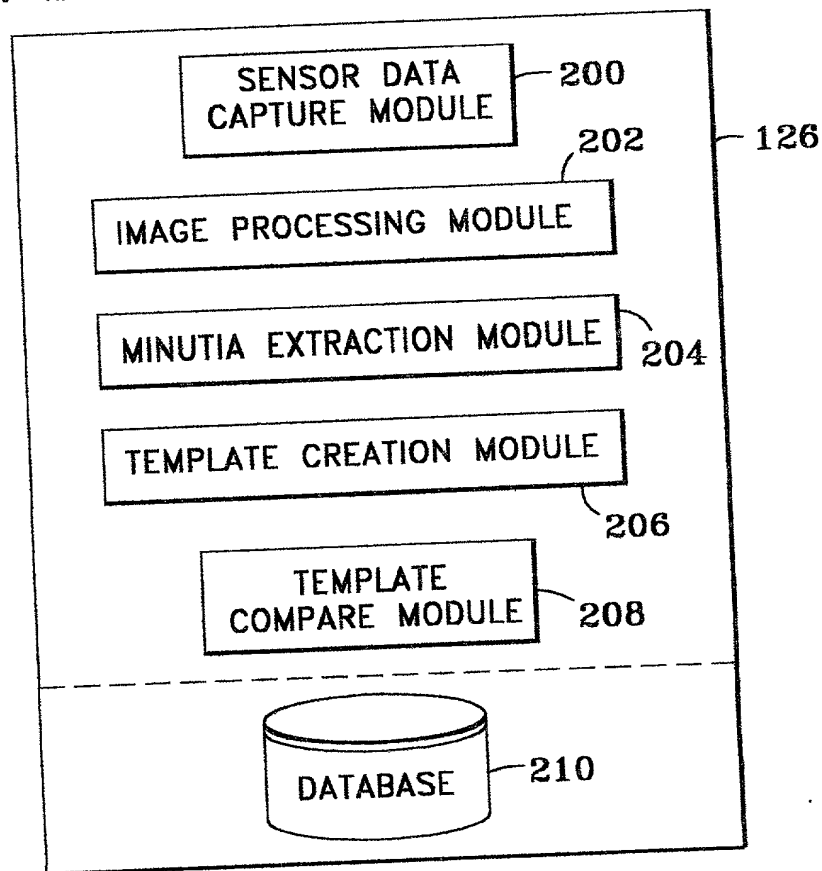 SENSOR DATA
CAPTURE MODULE
200
126
202
IMAGE PROCESSING MODULE
MINUTIA EXTRACTION MODULE
204
TEMPLATE CREATION MODULE
206
TEMPLATE
COMPARE MODULE
208
DATABASE
210